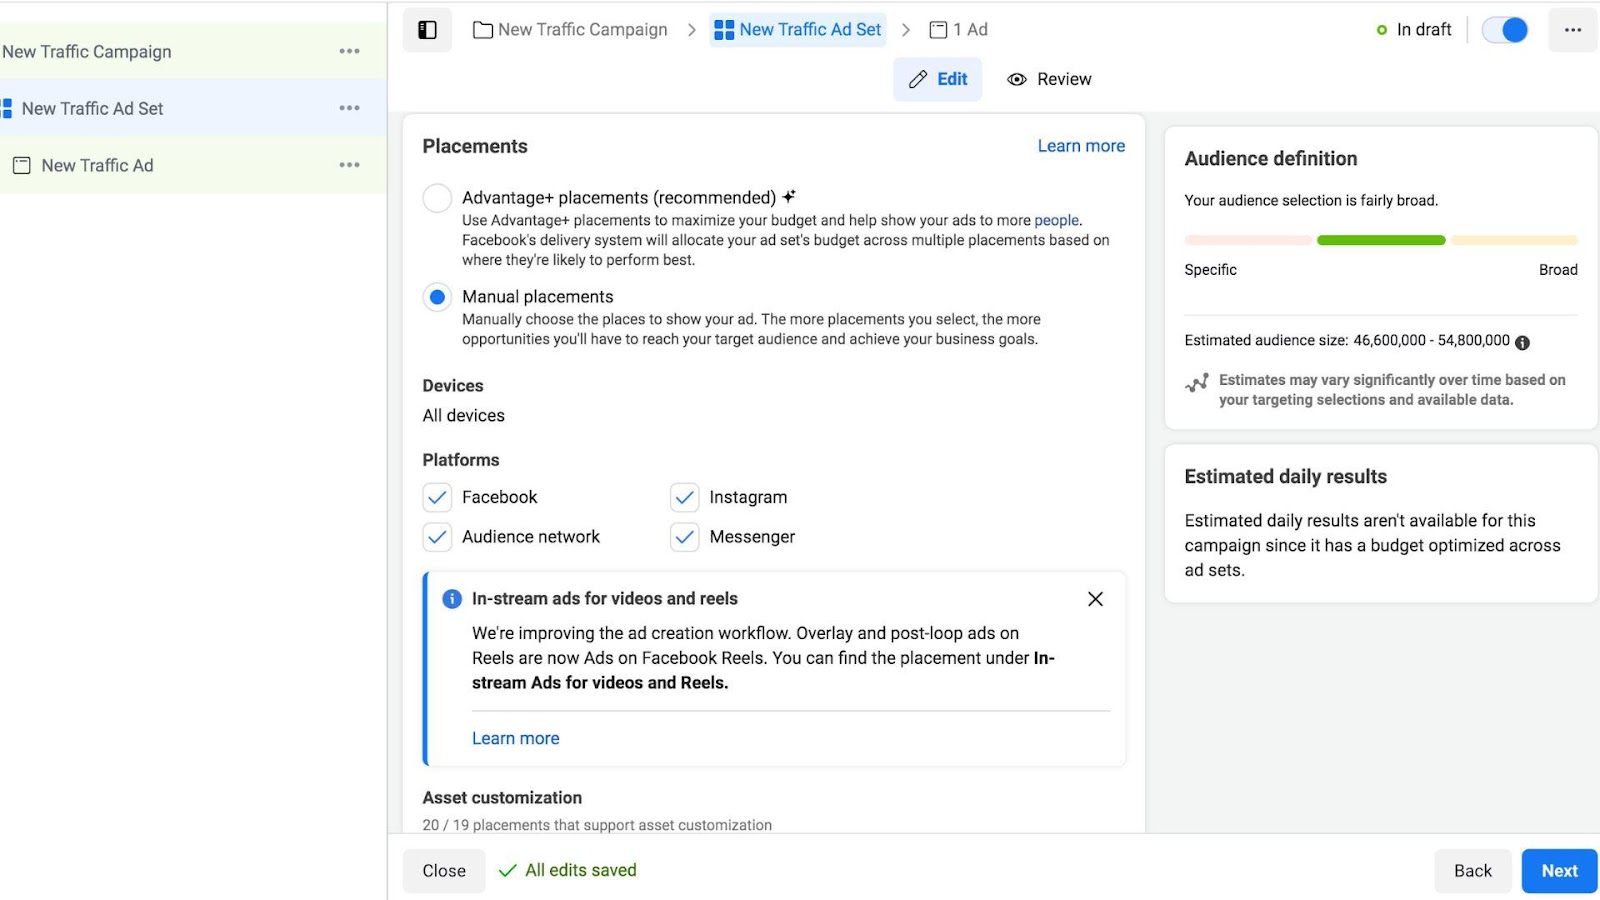 New Traffic Campaign
New Traffic Ad Set
New Traffic Ad
New Traffic Campaign > New Traffic Ad Set > 1 Ad
In draft
Edit
Review
Placements
Learn more
Advantage+ placements (recommended)
Use Advantage+ placements to maximize your budget and help show your ads to more people.
Facebook's delivery system will allocate your ad set's budget across multiple placements based on
where they're likely to perform best.
Manual placements
Manually choose the places to show your ad. The more placements you select, the more
opportunities you'll have to reach your target audience and achieve your business goals.
Devices
All devices
Platforms
Facebook
Instagram
Audience network
Messenger
In-stream ads for videos and reels
We're improving the ad creation workflow. Overlay and post-loop ads on
Reels are now Ads on Facebook Reels. You can find the placement under In-
stream Ads for videos and Reels.
Learn more
Asset customization
20 / 19 placements that support asset customization
Audience definition
Your audience selection is fairly broad.
Specific
Broad
Estimated audience size: 46,600,000 - 54,800,000
Estimates may vary significantly over time based on
your targeting selections and available data.
Estimated daily results
Estimated daily results aren't available for this
campaign since it has a budget optimized across
ad sets.
Close
All edits saved
Back
Next